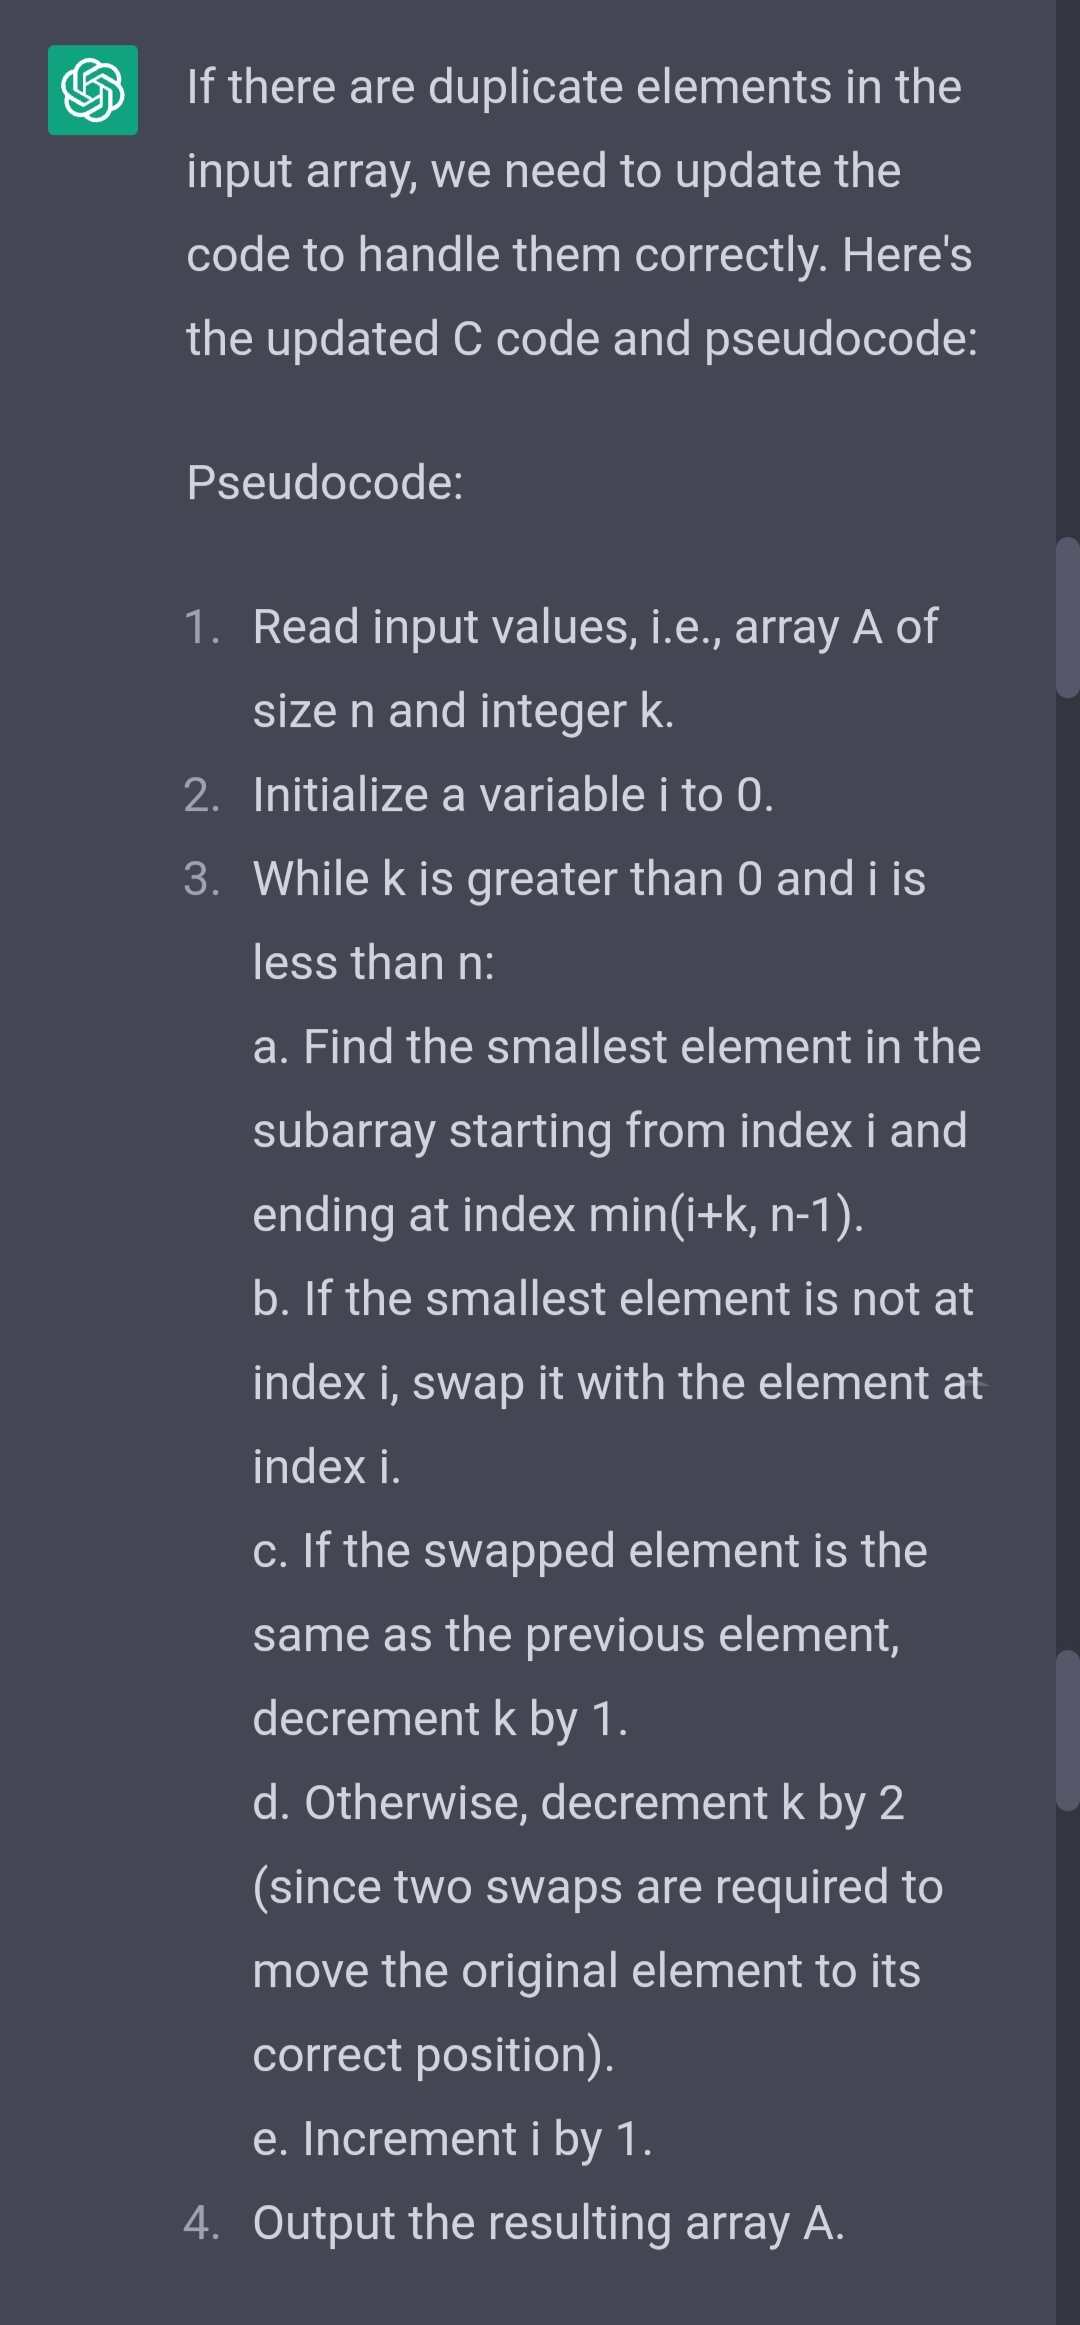 If there are duplicate elements in the
input array, we need to update the
code to handle them correctly. Here's
the updated C code and pseudocode:
Pseudocode:
1. Read input values, i.e., array A of
size n and integer k.
2. Initialize a variable i to 0.
3. While k is greater than 0 and i is
less than n:
a. Find the smallest element in the
subarray starting from index i and
ending at index min(i+k, n-1).
b. If the smallest element is not at
index i, swap it with the element at
index i.
c. If the swapped element is the
same as the previous element,
decrement k by 1.
d. Otherwise, decrement k by 2
(since two swaps are required to
move the original element to its
correct position).
e. Increment i by 1.
4. Output the resulting array A.